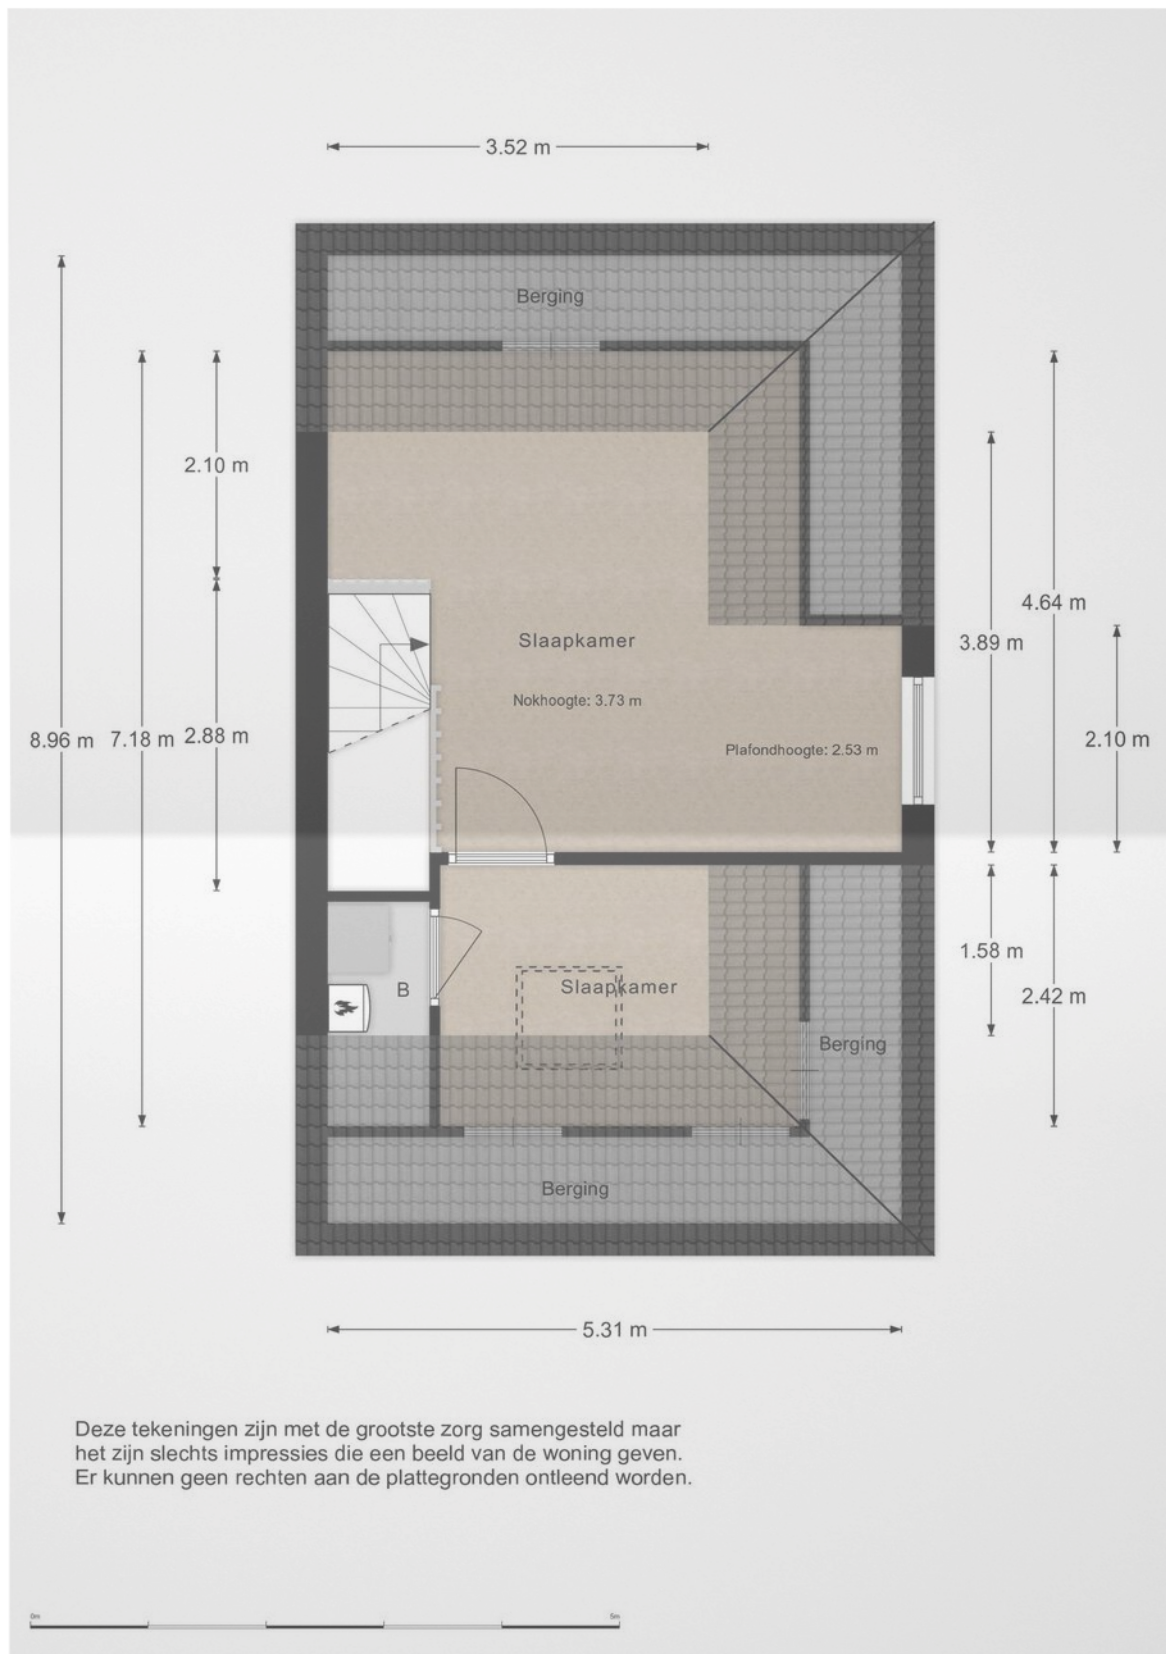 3.52 m
Berging
2.10 m
4.64 m
Slaapkamer
3.89 m
Nokhoogte: 3.73 m
8.96 m
7.18 m
2.88 m
Plafondhoogte: 2.53 m
2.10 m
1.58 m
B
Slaapkamer
2.42 m
Berging
Berging
5.31 m
Deze tekeningen zijn met de grootste zorg samengesteld maar
het zijn slechts impressies die een beeld van de woning geven.
Er kunnen geen rechten aan de plattegronden ontleend worden.
0m
5m